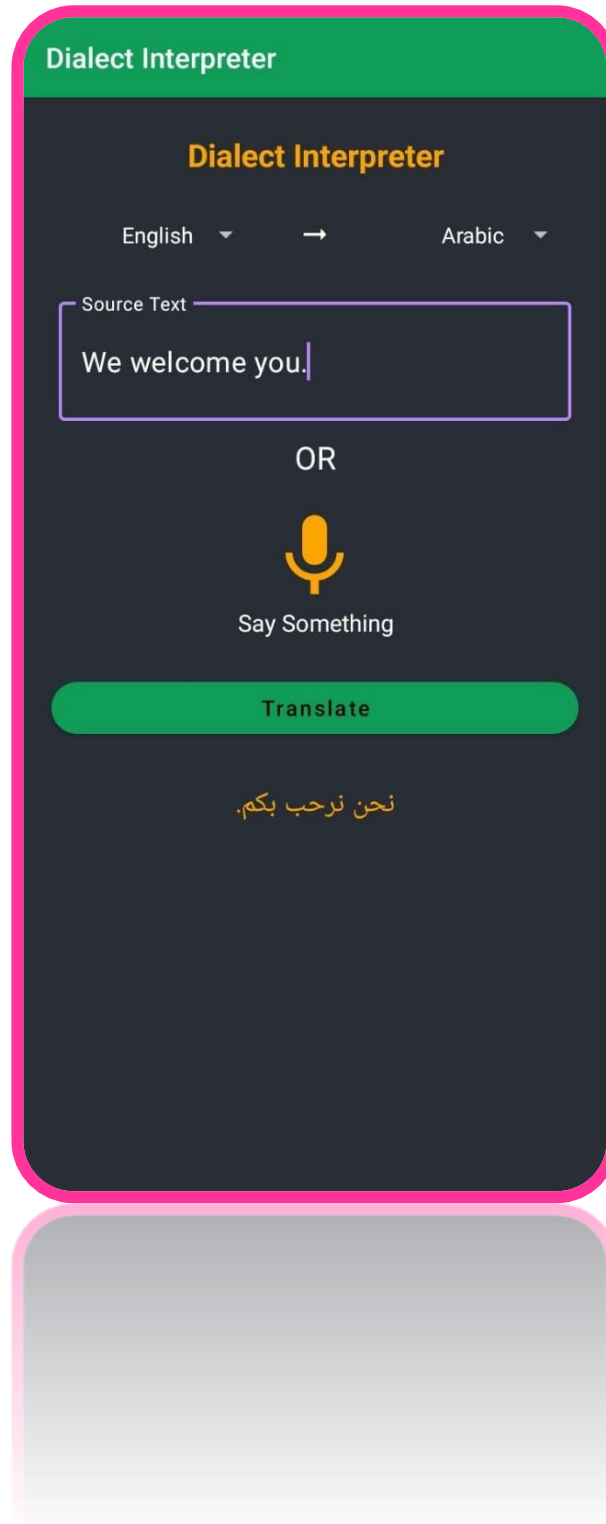 Dialect Interpreter
Dialect Interpreter
English → Arabic
Source Text
We welcome you.
OR
Say Something
Translate
نحن نرحب بكم.